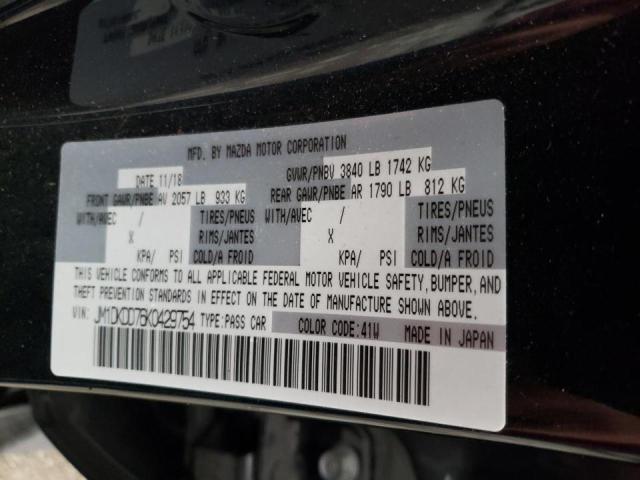 MFD. BY MAZDA MOTOR CORPORATION
DATE 11/18 GVWR/PNBV 3840 LB 1742 KG
FRONT GAWR/PNBE AV 2057 LB 933 KG REAR GAWR/PNBE AR 1790 LB 812 KG
WITH/AVEC / TIRES/PNEUS WITH/AVEC / TIRES/PNEUS
X RIMS/JANTES X RIMS/JANTES
KPA/ PSI COLD/A FROID KPA/ PSI COLD/A FROID
THIS VEHICLE CONFORMS TO ALL APPLICABLE FEDERAL MOTOR VEHICLE SAFETY, BUMPER, AND
THEFT PREVENTION STANDARDS IN EFFECT ON THE DATE OF MANUFACTURE SHOWN ABOVE.
VIN: JM1DKDC76K0429754 TYPE:PASS CAR COLOR CODE:41W MADE IN JAPAN